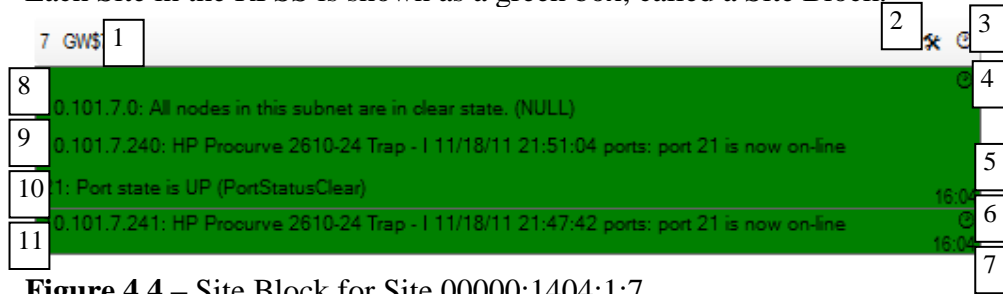 Each Site in the RPSS is shown as a green box, called a Site Block.
7 GW$ 1 2 3
8 4
0.101.7.0: All nodes in this subnet are in clear state. (NULL)
9
0.101.7.240: HP Procurve 2610-24 Trap - I 11/18/11 21:51:04 ports: port 21 is now on-line
5
10 21: Port state is UP (PortStatusClear)
16:04
6
0.101.7.241: HP Procurve 2610-24 Trap - I 11/18/11 21:47:42 ports: port 21 is now on-line
11 16:04
7
Figure 4.4 – Site Block for Site 00000:1404:1:7